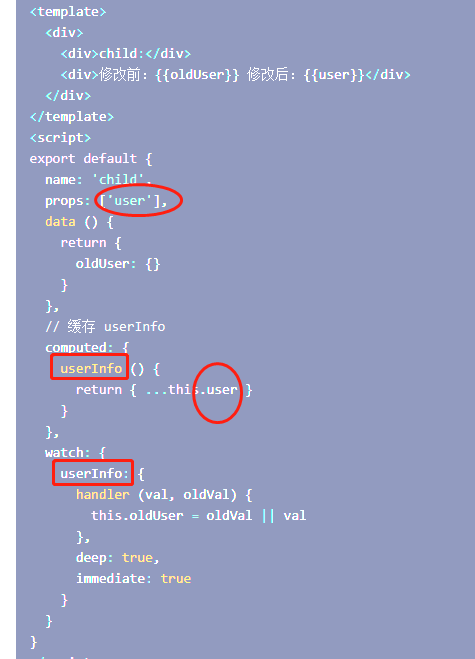 <template>
  <div>
    <div>child:</div>
    <div>修改前：{{oldUser}} 修改后：{{user}}</div>
  </div>
</template>
<script>
export default {
  name: 'child',
  props: ['user'],
  data () {
    return {
      oldUser: {}
    }
  },
  // 缓存 userInfo
  computed: {
    userInfo () {
      return { ...this.user }
    }
  },
  watch: {
    userInfo: {
      handler (val, oldVal) {
        this.oldUser = oldVal || val
      },
      deep: true,
      immediate: true
    }
  }
}